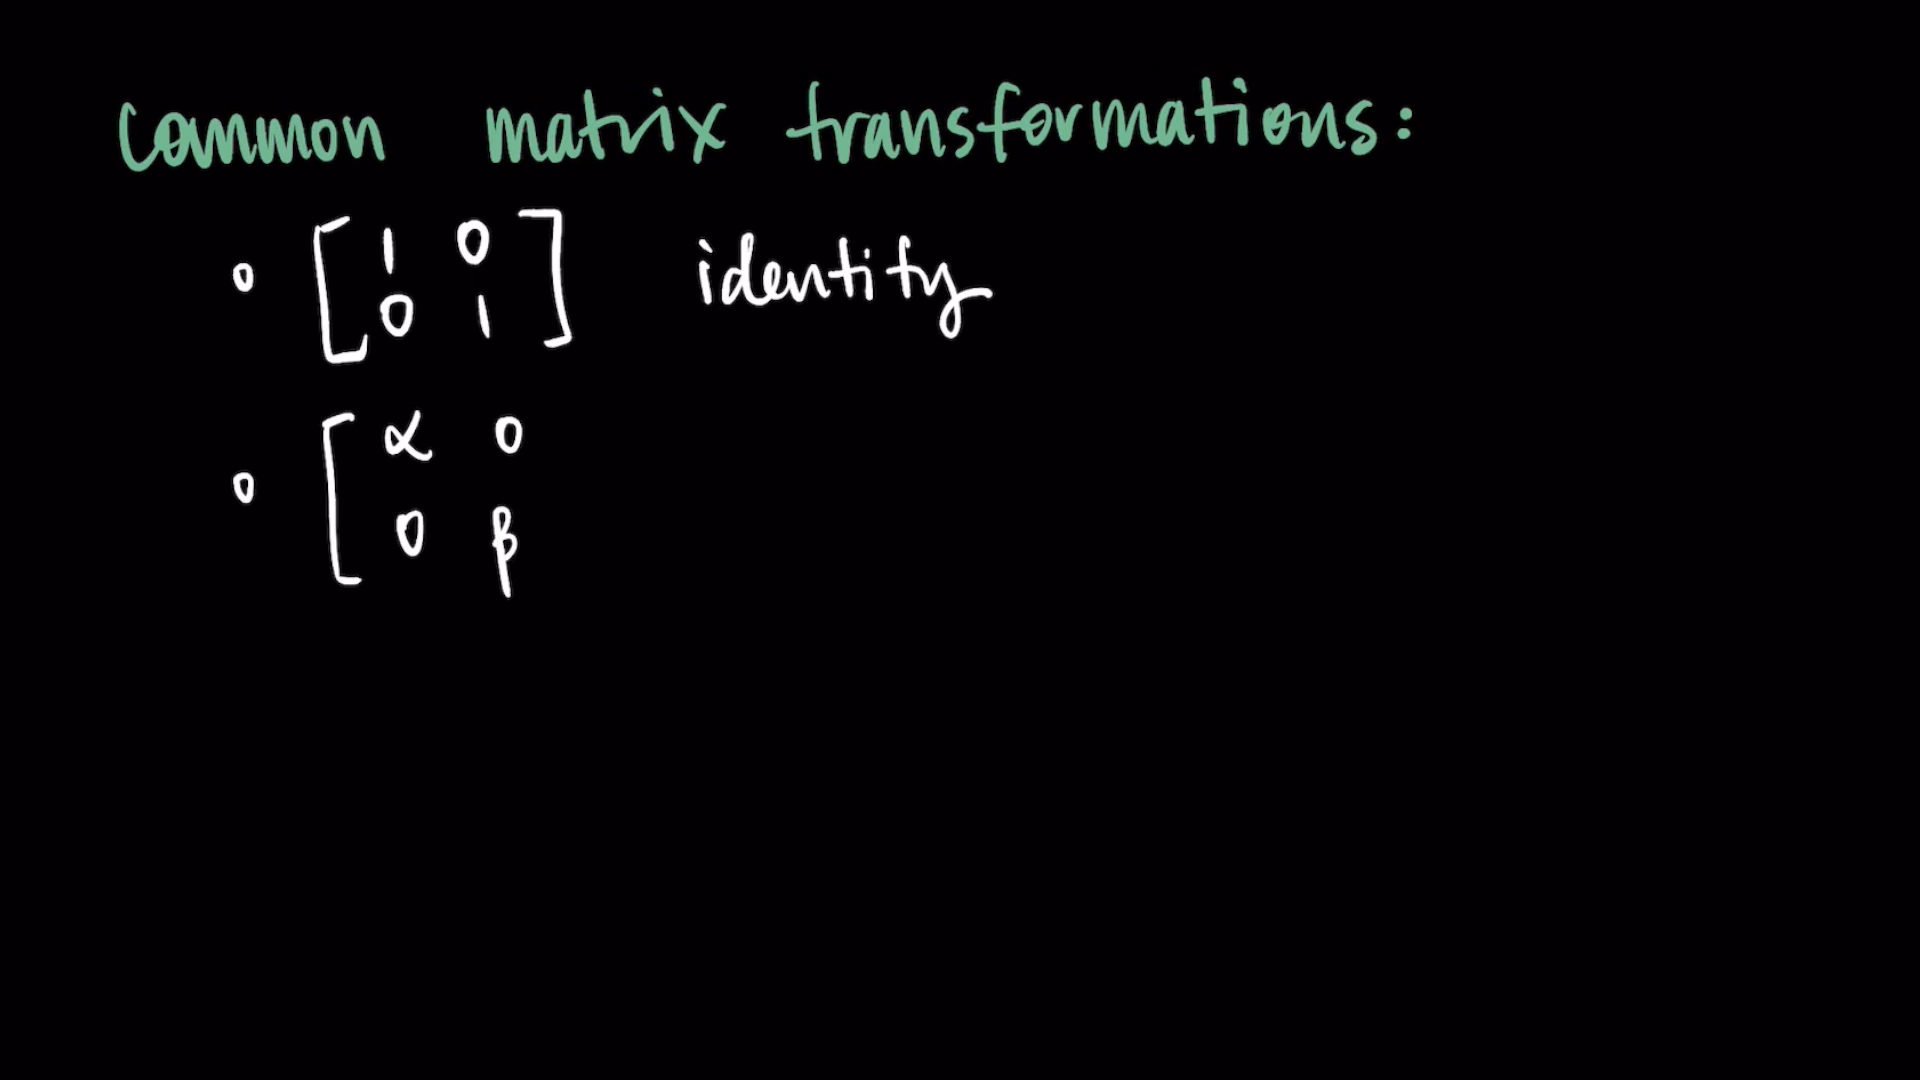 Common matrix transformations:
∘ [ 1 0 ] identity
0 1
∘ [ α 0
0 β